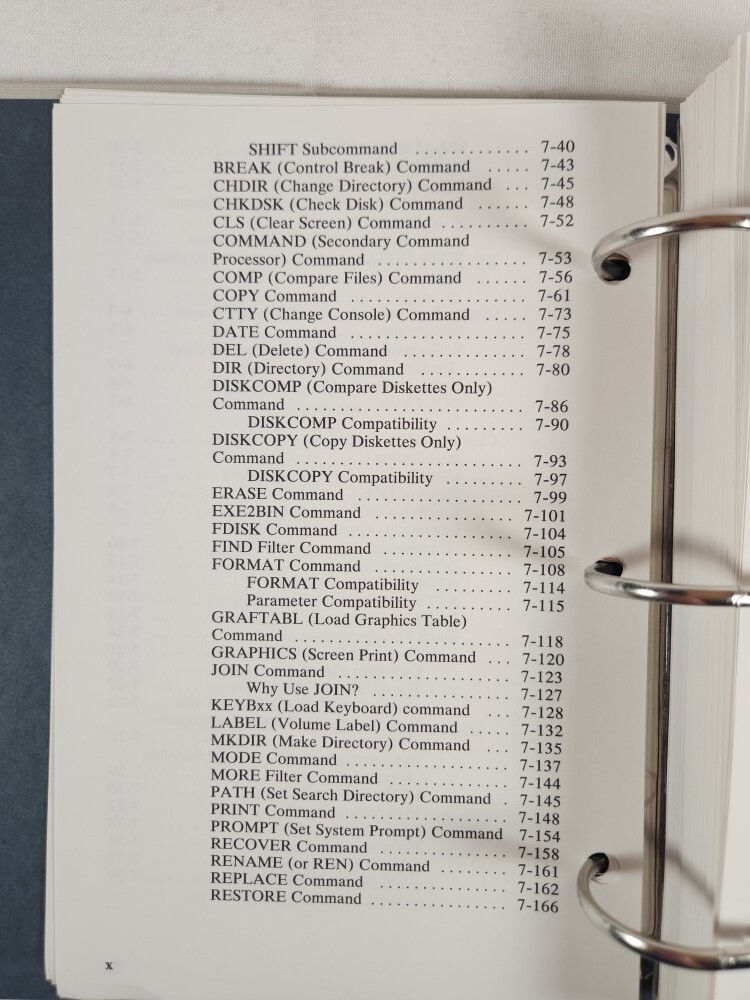 SHIFT Subcommand . . . . . . . . . . . . . 7-40
BREAK (Control Break) Command . . . . . 7-43
CHDIR (Change Directory) Command . . . 7-45
CHKDSK (Check Disk) Command . . . . . . 7-48
CLS (Clear Screen) Command . . . . . . . . . . 7-52
COMMAND (Secondary Command
Processor) Command . . . . . . . . . . . . . . . . . 7-53
COMP (Compare Files) Command . . . . . . 7-56
COPY Command . . . . . . . . . . . . . . . . . . . . 7-61
CTTY (Change Console) Command . . . . . 7-73
DATE Command . . . . . . . . . . . . . . . . . . . . 7-75
DEL (Delete) Command . . . . . . . . . . . . . . 7-78
DIR (Directory) Command . . . . . . . . . . . . 7-80
DISKCOMP (Compare Diskettes Only)
Command . . . . . . . . . . . . . . . . . . . . . . . . . . 7-86
DISKCOMP Compatibility . . . . . . . . . 7-90
DISKCOPY (Copy Diskettes Only)
Command . . . . . . . . . . . . . . . . . . . . . . . . . . 7-93
DISKCOPY Compatibility . . . . . . . . . 7-97
ERASE Command . . . . . . . . . . . . . . . . . . . 7-99
EXE2BIN Command . . . . . . . . . . . . . . . . 7-101
FDISK Command . . . . . . . . . . . . . . . . . . . 7-104
FIND Filter Command . . . . . . . . . . . . . . . 7-105
FORMAT Command . . . . . . . . . . . . . . . . 7-108
FORMAT Compatibility . . . . . . . . . 7-114
Parameter Compatibility . . . . . . . . . . 7-115
GRAFTABL (Load Graphics Table)
Command . . . . . . . . . . . . . . . . . . . . . . . . . 7-118
GRAPHICS (Screen Print) Command . . . 7-120
JOIN Command . . . . . . . . . . . . . . . . . . . . 7-123
Why Use JOIN? . . . . . . . . . . . . . . . . 7-127
KEYBxx (Load Keyboard) command . . . 7-128
LABEL (Volume Label) Command . . . . . 7-132
MKDIR (Make Directory) Command . . . 7-135
MODE Command . . . . . . . . . . . . . . . . . . . 7-137
MORE Filter Command . . . . . . . . . . . . . . 7-144
PATH (Set Search Directory) Command . 7-145
PRINT Command . . . . . . . . . . . . . . . . . . . 7-148
PROMPT (Set System Prompt) Command 7-154
RECOVER Command . . . . . . . . . . . . . . . 7-158
RENAME (or REN) Command . . . . . . . . 7-161
REPLACE Command . . . . . . . . . . . . . . . 7-162
RESTORE Command . . . . . . . . . . . . . . . . 7-166
x